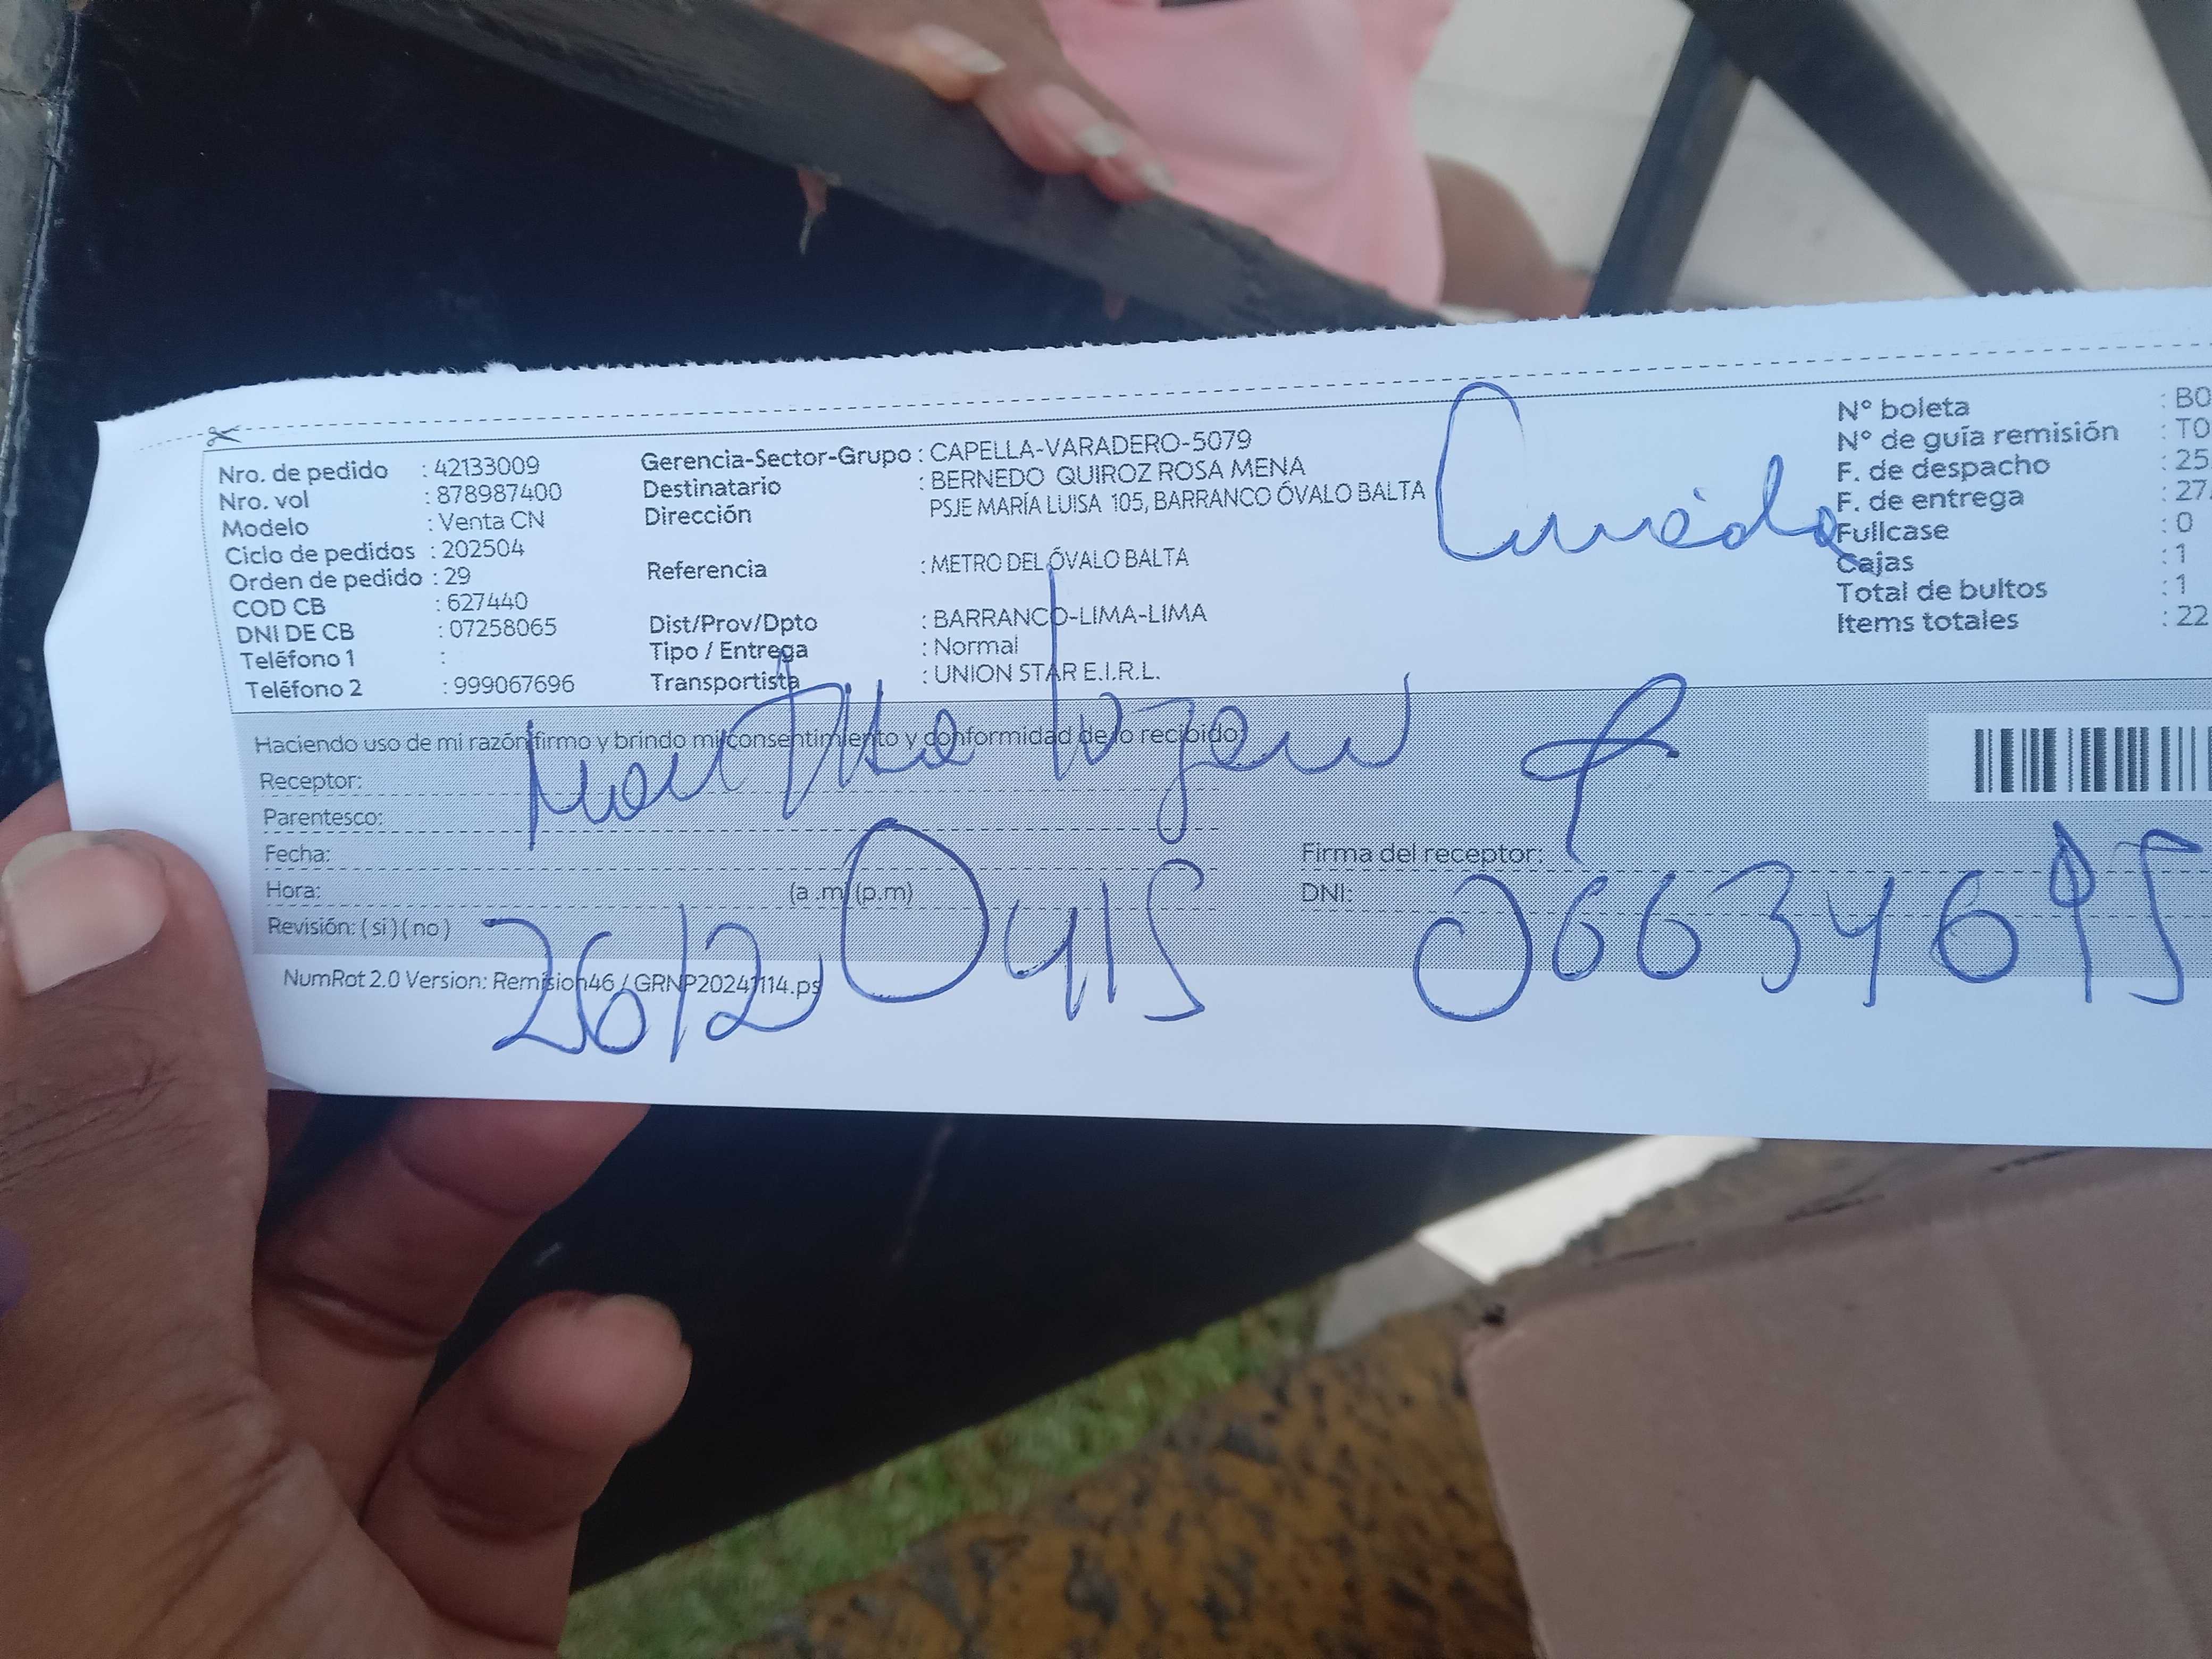 Nro. de pedido : 42133009
Nro. vol : 878987400
Modelo : Venta CN
Ciclo de pedidos : 202504
Orden de pedido : 29
COD CB : 627440
DNI DE CB : 07258065
Teléfono 1 :
Teléfono 2 : 999067696
Gerencia-Sector-Grupo : CAPELLA-VARADERO-5079
Destinatario : BERNEDO QUIROZ ROSA MENA
Dirección PSJE MARÍA LUISA 105, BARRANCO ÓVALO BALTA
Referencia : METRO DEL ÓVALO BALTA
Dist/Prov/Dpto : BARRANCO-LIMA-LIMA
Tipo / Entrega : Normal
Transportista : UNION STAR E.I.R.L.
N° boleta : B0
N° de guía remisión : T0
F. de despacho : 25
F. de entrega : 27
Fullcase : 0
Cajas : 1
Total de bultos : 1
Items totales : 22
Haciendo uso de mi razón firmo y brindo mi consentimiento y conformidad de lo recibido:
Receptor: Martha
Parentesco:
Fecha:
Hora: (a .m) (p.m)
Revisión: ( si ) ( no )
Firma del receptor:
DNI: 06634695
26/2 0415
NumRot 2.0 Version: Remision46 / GRNP20241114.ps